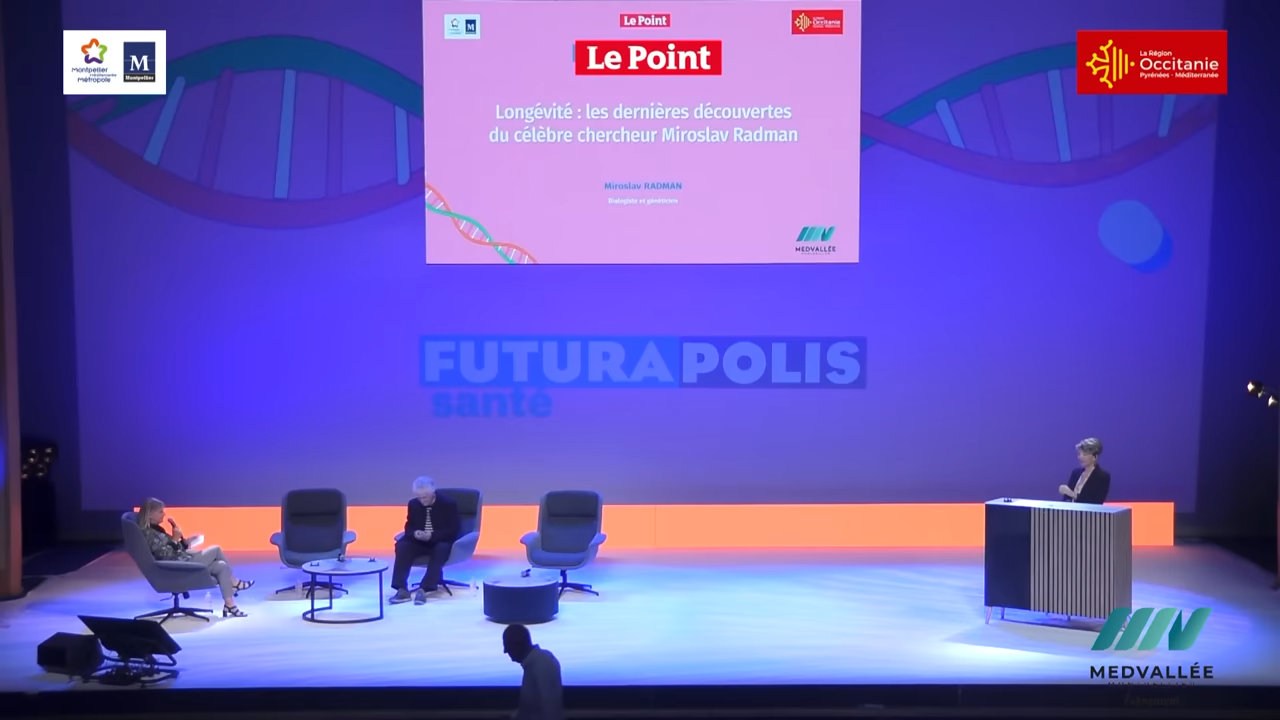 Montpellier
Méditerranée
Métropole
M
Montpellier
Le Point
Le Point
La Région
Occitanie
Pyrénées - Méditerranée
Longévité : les dernières découvertes
du célèbre chercheur Miroslav Radman
Miroslav RADMAN
Biologiste et généticien
MEDVALLÉE
FUTURAPOLIS
santé
MEDVALLÉE